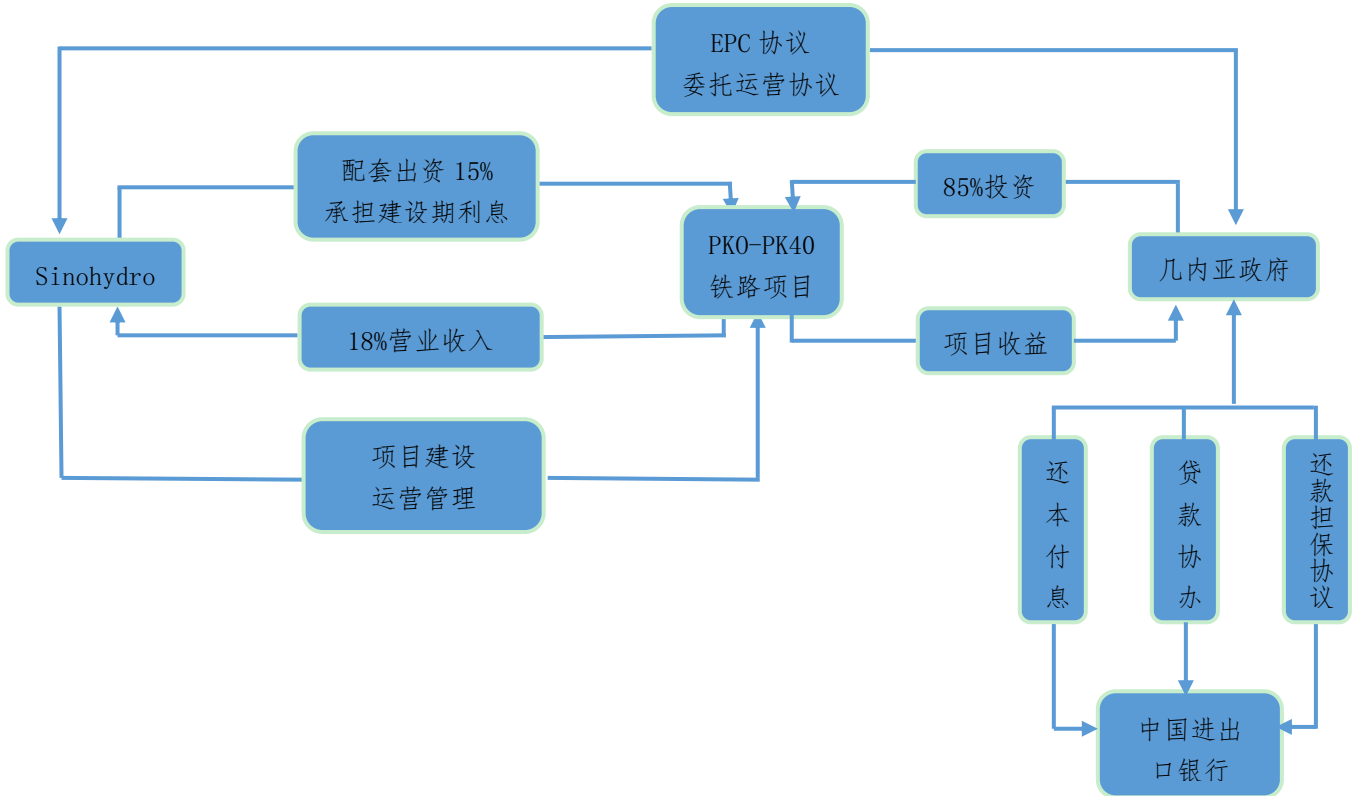 EPC 协议
委托运营协议
配套出资 15%
承担建设期利息
85%投资
PKO-PK40
铁路项目
Sinohydro
几内亚政府
18%营业收入
项目收益
项目建设
运营管理
还本付息
贷款协办
还款担保协议
中国进出
口银行